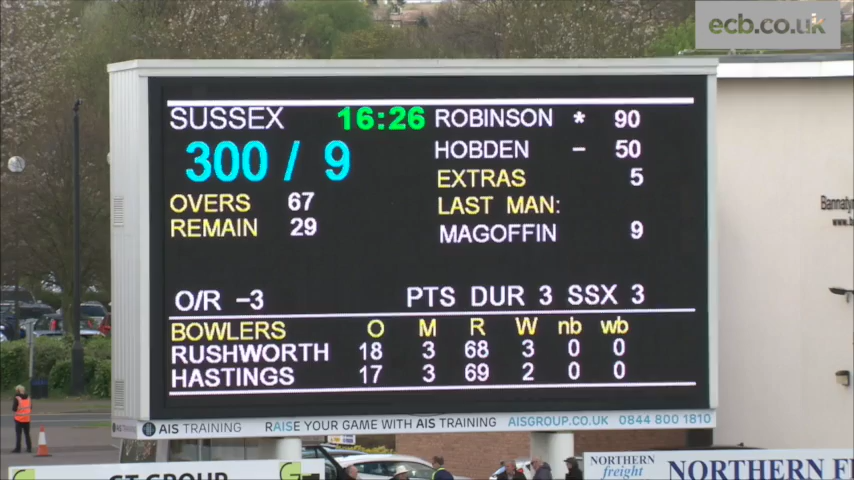 ecb.co.uk
SUSSEX 16:26 ROBINSON * 90
300 / 9 HOBDEN - 50
EXTRAS 5
OVERS 67 LAST MAN:
REMAIN 29 MAGOFFIN 9
O/R -3 PTS DUR 3 SSX 3
BOWLERS O M R W nb wb
RUSHWORTH 18 3 68 3 0 0
HASTINGS 17 3 69 2 0 0
AIS TRAINING RAISE YOUR GAME WITH AIS TRAINING AISGROUP.CO.UK 0844 800 1810
GT GROUP
NORTHERN
freight
NORTHERN